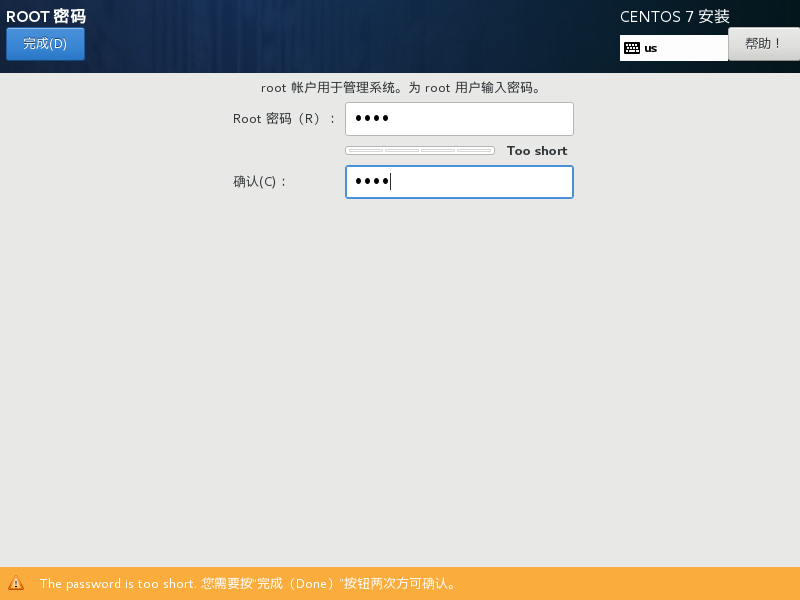 ROOT 密码
CENTOS 7 安装
完成(D)
us
帮助！
root 帐户用于管理系统。为 root 用户输入密码。
Root 密码（R）：
••••
Too short
确认(C)：
••••
The password is too short. 您需要按“完成（Done）”按钮两次方可确认。